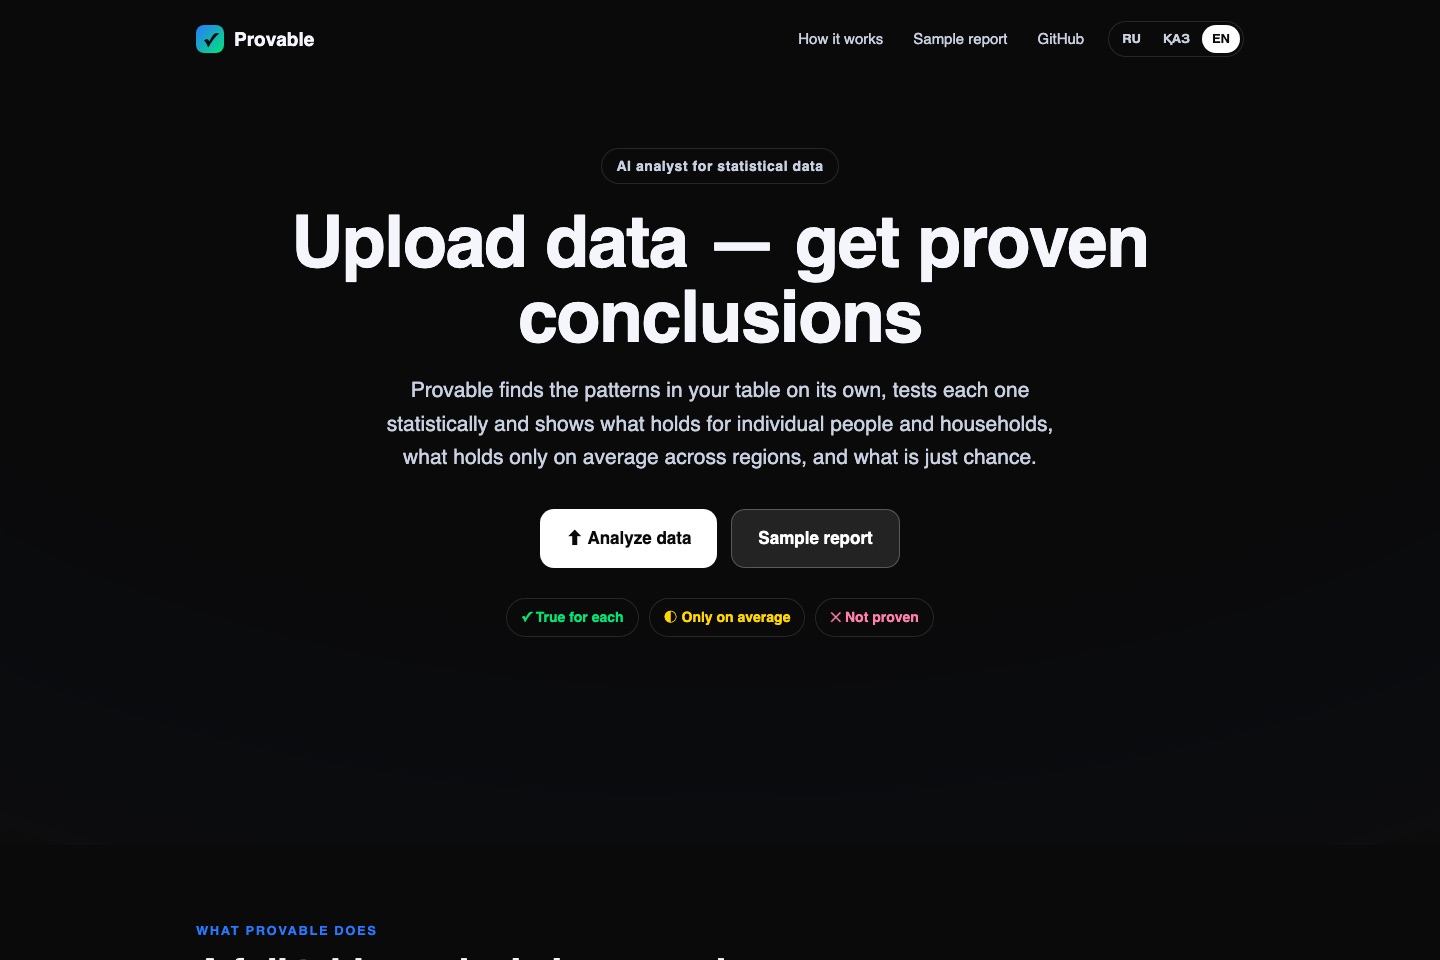 Provable
How it works
Sample report
GitHub
RU
ҚАЗ
EN
AI analyst for statistical data
Upload data — get proven
conclusions
Provable finds the patterns in your table on its own, tests each one
statistically and shows what holds for individual people and households,
what holds only on average across regions, and what is just chance.
Analyze data
Sample report
True for each
Only on average
Not proven
WHAT PROVABLE DOES